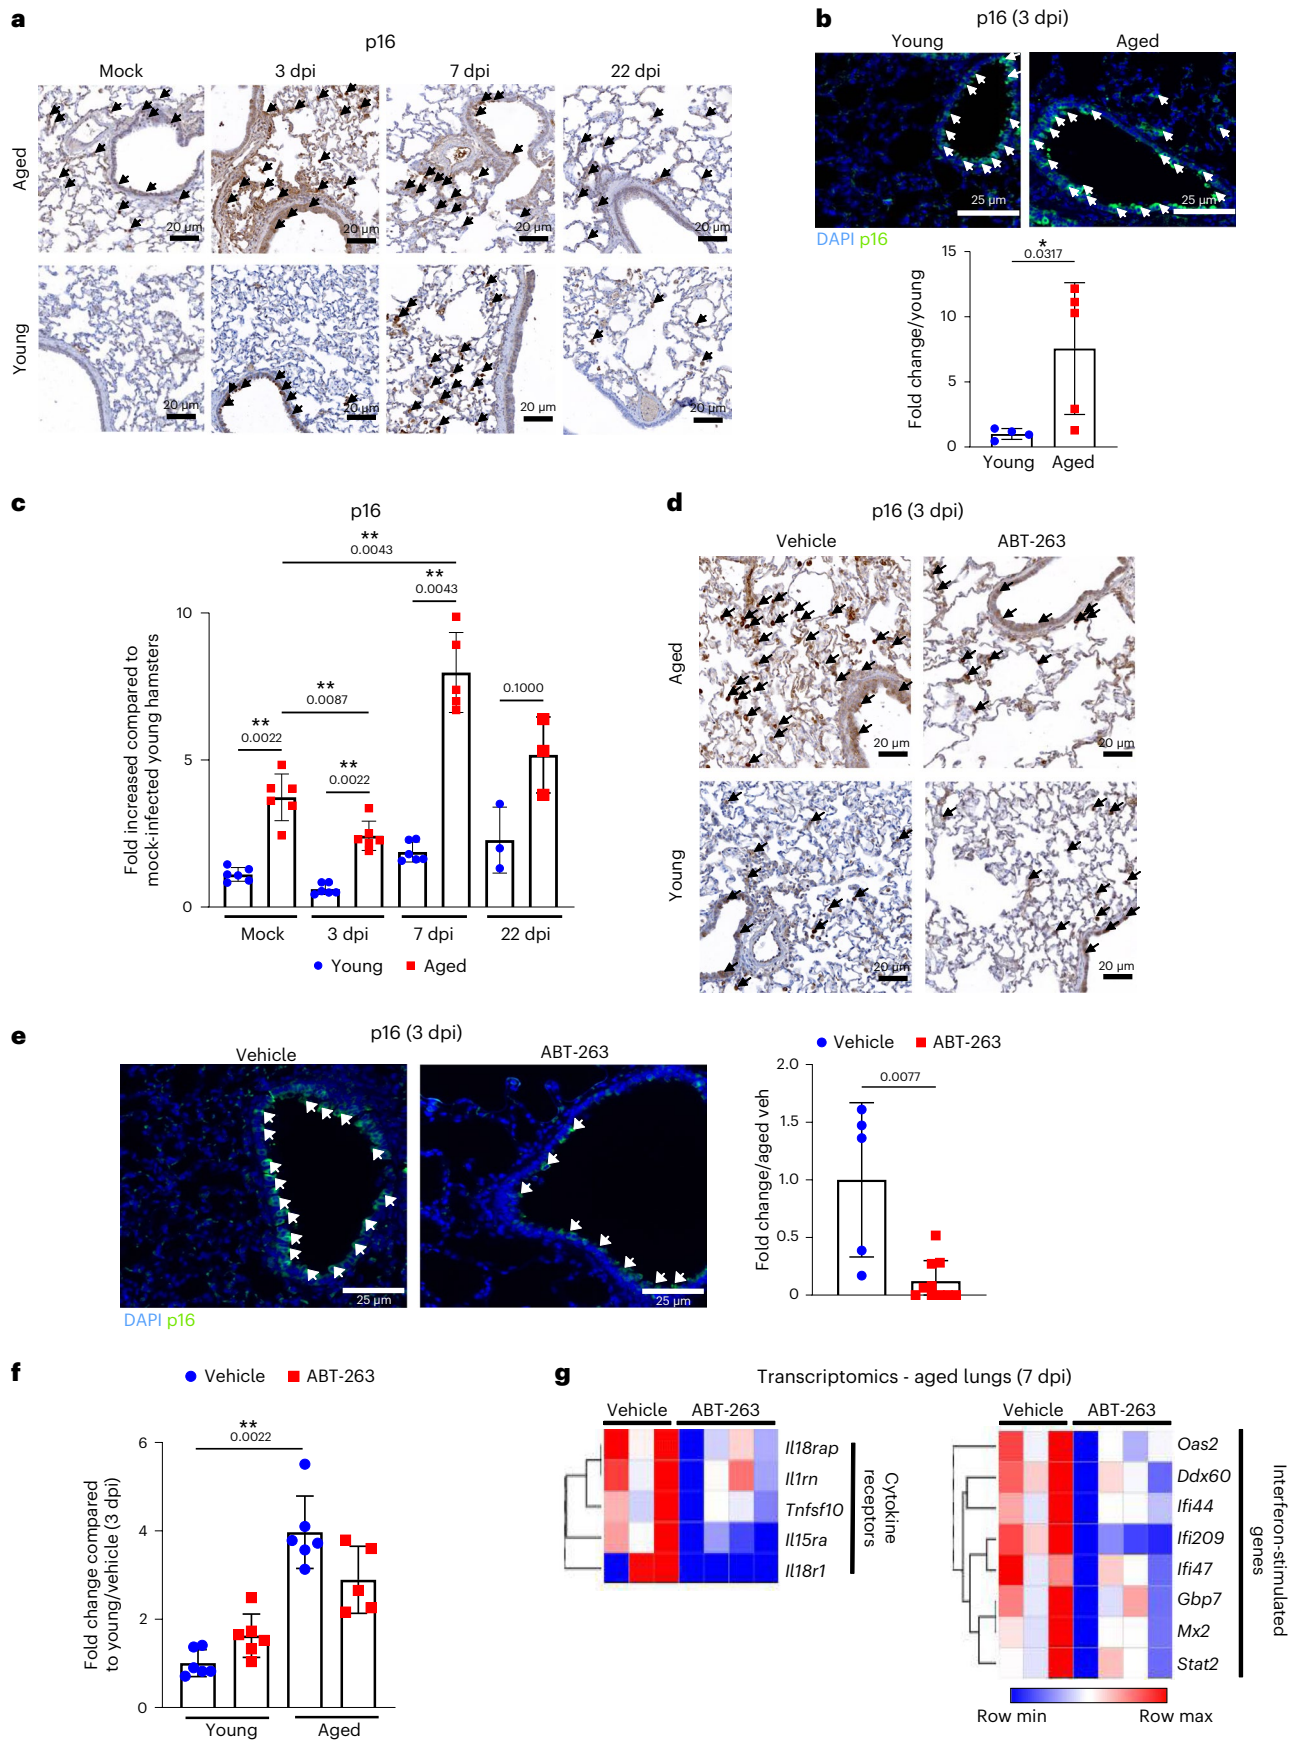 a
p16
Mock
3 dpi
7 dpi
22 dpi
Aged
20 µm
20 µm
20 µm
20 µm
Young
20 µm
20 µm
20 µm
20 µm
b
p16 (3 dpi)
Young
Aged
25 µm
25 µm
DAPI p16
Fold change/young
15
10
5
0
*
0.0317
Young
Aged
c
p16
Fold increased compared to
mock-infected young hamsters
10
5
0
**
0.0043
**
0.0043
**
0.0087
**
0.0022
**
0.0022
0.1000
Mock
3 dpi
7 dpi
22 dpi
Young
Aged
d
p16 (3 dpi)
Vehicle
ABT-263
Aged
20 µm
20 µm
Young
20 µm
20 µm
e
p16 (3 dpi)
Vehicle
ABT-263
25 µm
25 µm
DAPI p16
Vehicle
ABT-263
Fold change/aged veh
2.0
1.5
1.0
0.5
0
0.0077
f
Vehicle
ABT-263
Fold change compared
to young/vehicle (3 dpi)
6
4
2
0
**
0.0022
Young
Aged
g
Transcriptomics - aged lungs (7 dpi)
Vehicle
ABT-263
Il18rap
Il1rn
Tnfsf10
Il15ra
Il18r1
Cytokine
receptors
Vehicle
ABT-263
Oas2
Ddx60
Ifi44
Ifi209
Ifi47
Gbp7
Mx2
Stat2
Interferon-stimulated
genes
Row min
Row max